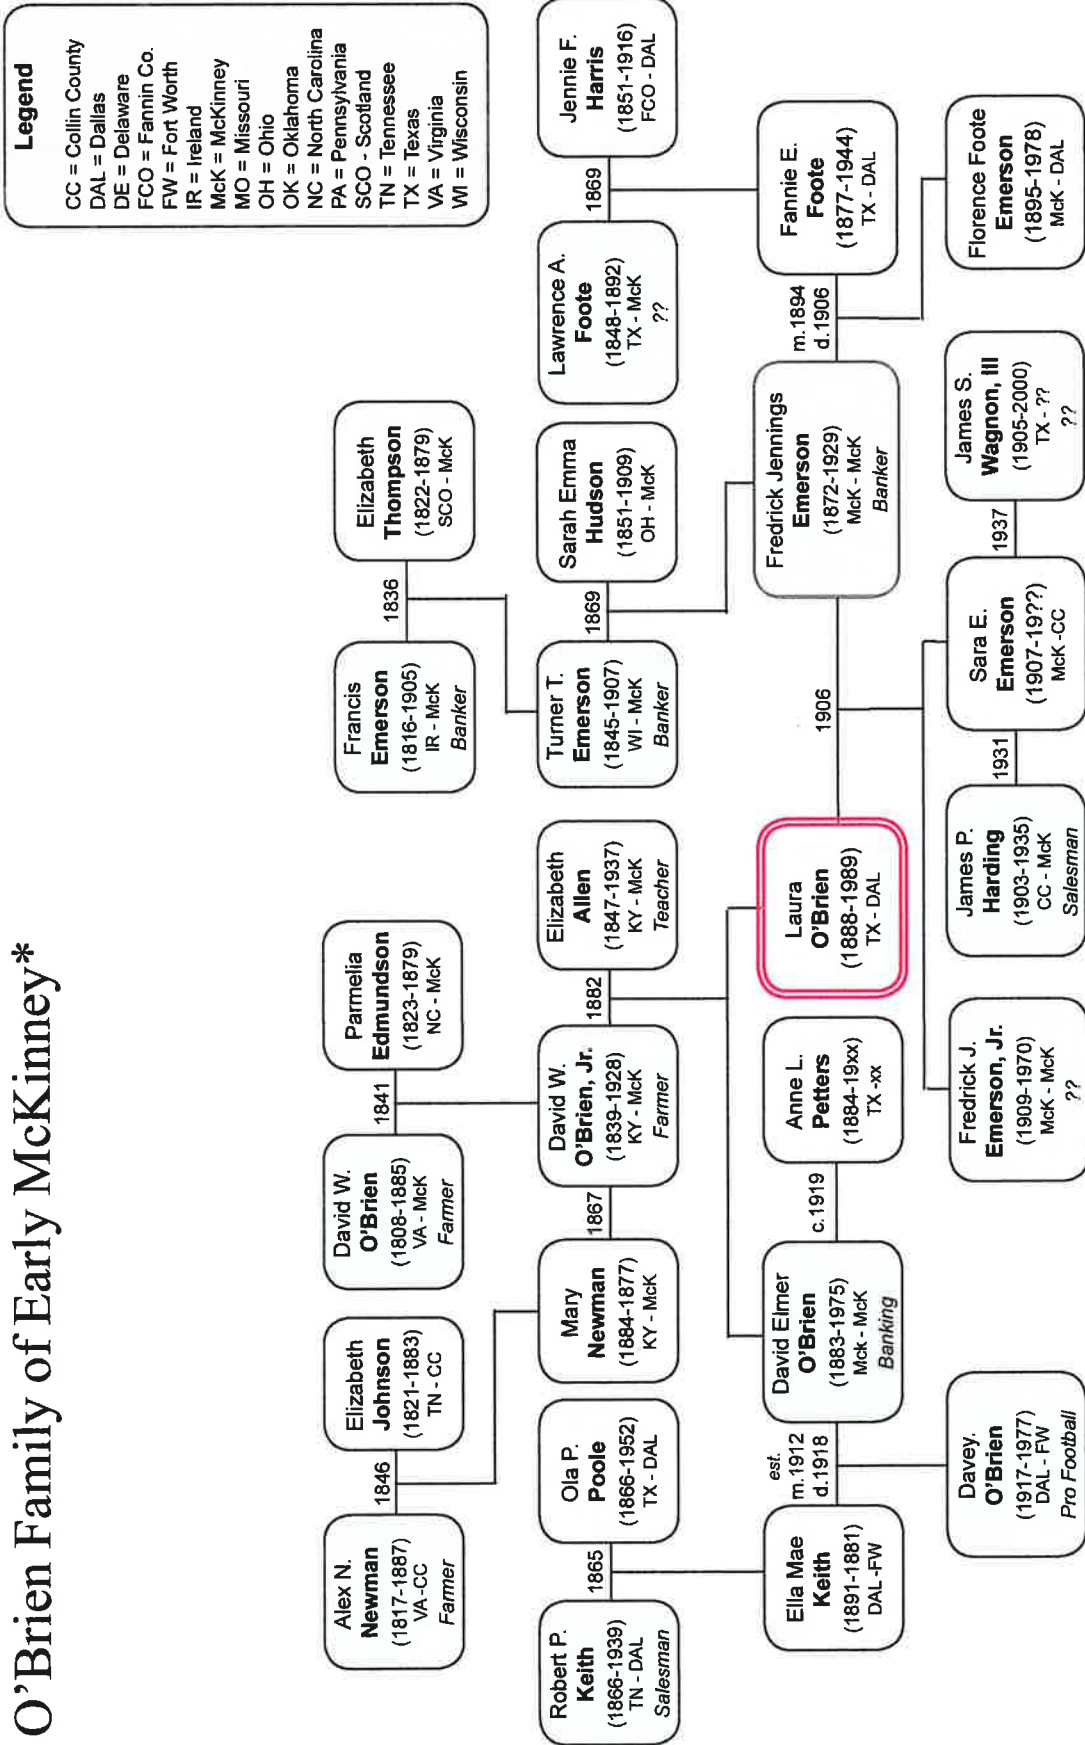 O'Brien Family of Early McKinney*
Legend
CC = Collin County
DAL = Dallas
DE = Delaware
FCO = Fannin Co.
FW = Fort Worth
IR = Ireland
McK = McKinney
MO = Missouri
OH = Ohio
OK = Oklahoma
NC = North Carolina
PA = Pennsylvania
SCO - Scotland
TN = Tennessee
TX = Texas
VA = Virginia
WI = Wisconsin
Alex N.
Newman
(1817-1887)
VA -CC
Farmer
1846
Elizabeth
Johnson
(1821-1883)
TN - CC
David W.
O'Brien
(1808-1885)
VA - McK
Farmer
1841
Parmelia
Edmundson
(1823-1879)
NC - McK
Francis
Emerson
(1816-1905)
IR - McK
Banker
1836
Elizabeth
Thompson
(1822-1879)
SCO - McK
Robert P.
Keith
(1866-1939)
TN - DAL
Salesman
1865
Ola P.
Poole
(1866-1952)
TX - DAL
Mary
Newman
(1884-1877)
KY - McK
1867
David W.
O'Brien, Jr.
(1839-1928)
KY - McK
Farmer
1882
Elizabeth
Allen
(1847-1937)
KY - McK
Teacher
Turner T.
Emerson
(1845-1907)
WI - McK
Banker
1869
Sarah Emma
Hudson
(1851-1909)
OH - McK
Lawrence A.
Foote
(1848-1892)
TX - McK
??
1869
Jennie F.
Harris
(1851-1916)
FCO - DAL
Ella Mae
Keith
(1891-1881)
DAL -FW
est.
m.1912
d.1918
David Elmer
O'Brien
(1883-1975)
Mck - McK
Banking
c.1919
Anne L.
Petters
(1884-19xx)
TX -xx
Laura
O'Brien
(1888-1989)
TX - DAL
1906
Fredrick Jennings
Emerson
(1872-1929)
McK - McK
Banker
m.1894
d.1906
Fannie E.
Foote
(1877-1944)
TX - DAL
Davey.
O'Brien
(1917-1977)
DAL - FW
Pro Football
Fredrick J.
Emerson, Jr.
(1909-1970)
McK - McK
??
James P.
Harding
(1903-1935)
CC - McK
Salesman
1931
Sara E.
Emerson
(1907-19??)
McK -CC
1937
James S.
Wagnon, III
(1905-2000)
TX - ??
??
Florence Foote
Emerson
(1895-1978)
McK - DAL